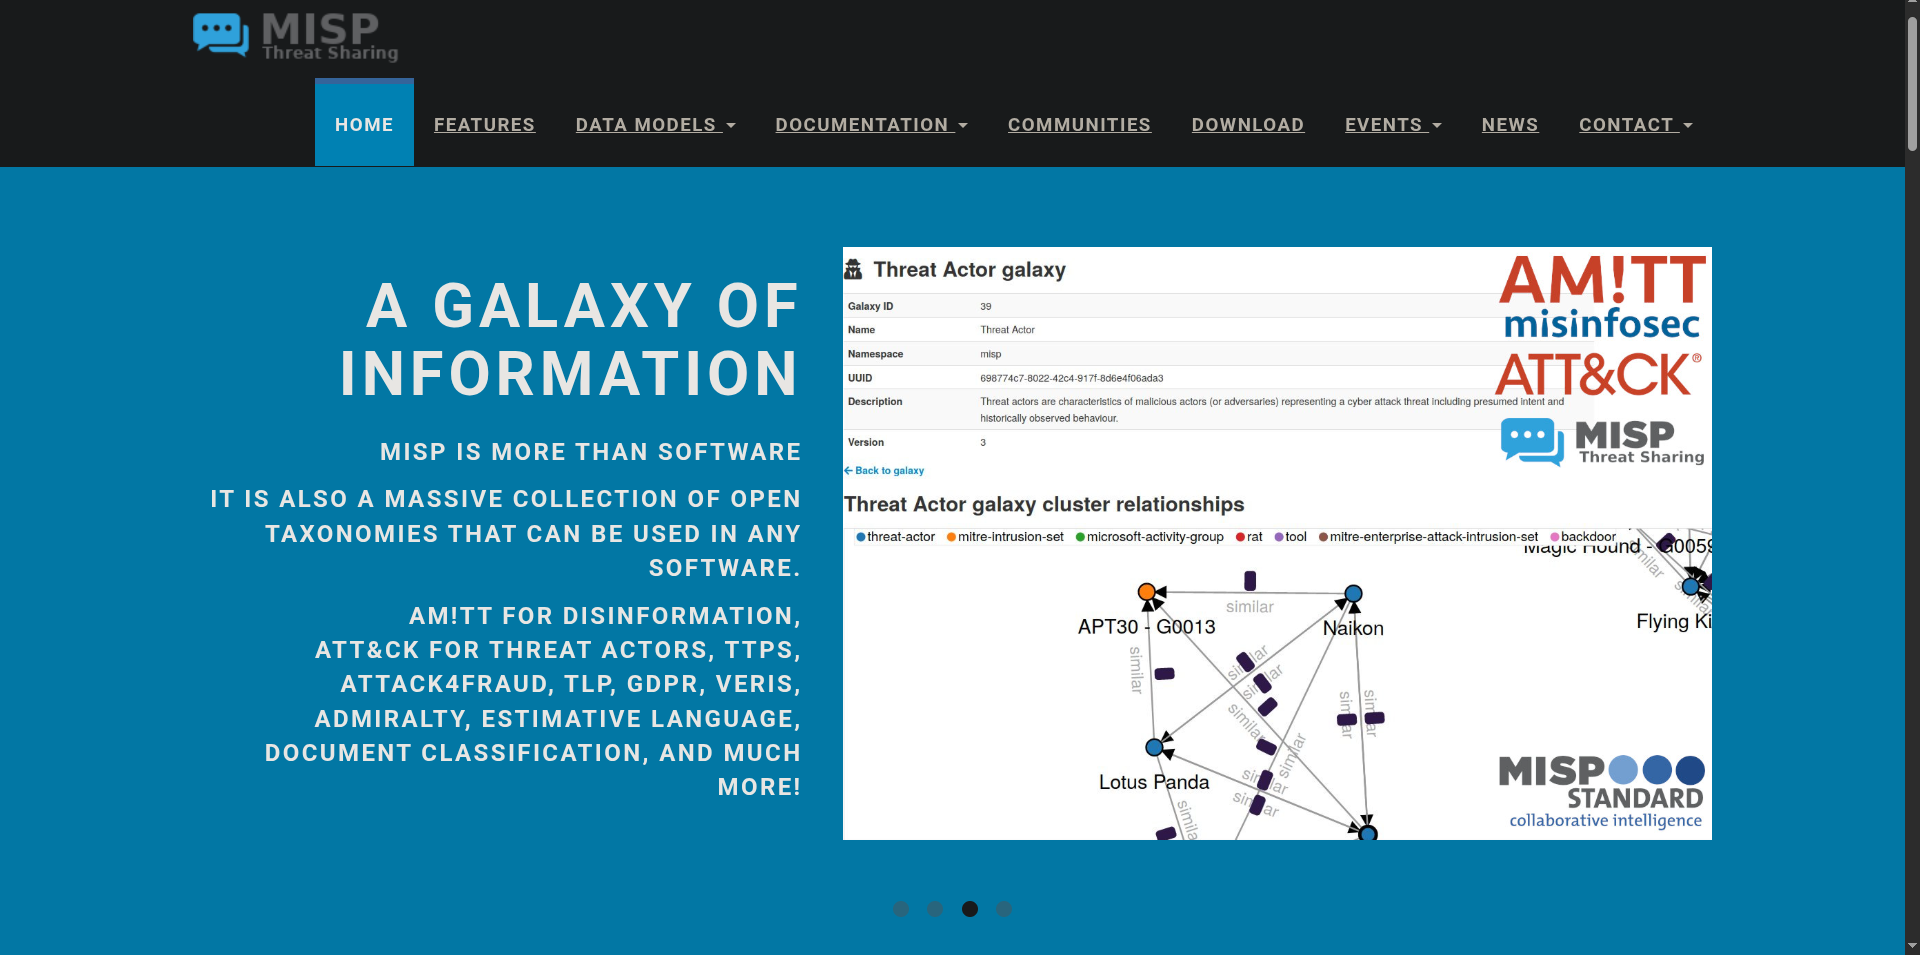 MISP
Threat Sharing
HOME
FEATURES
DATA MODELS
DOCUMENTATION
COMMUNITIES
DOWNLOAD
EVENTS
NEWS
CONTACT
A GALAXY OF
INFORMATION
MISP IS MORE THAN SOFTWARE
IT IS ALSO A MASSIVE COLLECTION OF OPEN
TAXONOMIES THAT CAN BE USED IN ANY
SOFTWARE.
AM!TT FOR DISINFORMATION,
ATT&CK FOR THREAT ACTORS, TTPS,
ATTACK4FRAUD, TLP, GDPR, VERIS,
ADMIRALTY, ESTIMATIVE LANGUAGE,
DOCUMENT CLASSIFICATION, AND MUCH
MORE!
Threat Actor galaxy
Galaxy ID 39
Name Threat Actor
Namespace misp
UUID 698774c7-8022-42c4-917f-8d6e4f06ada3
Description Threat actors are characteristics of malicious actors (or adversaries) representing a cyber attack threat including presumed intent and
historically observed behaviour.
Version 3
Back to galaxy
AM!TT
misinfosec
ATT&CK®
MISP
Threat Sharing
Threat Actor galaxy cluster relationships
threat-actor mitre-intrusion-set microsoft-activity-group rat tool mitre-enterprise-attack-intrusion-set backdoor
Magic Hound - G0059
similar
similar
Flying Ki
similar
APT30 - G0013
Naikon
similar
similar
similar
similar
similar
similar
similar
similar
similar
Lotus Panda
similar
MISP
STANDARD
collaborative intelligence